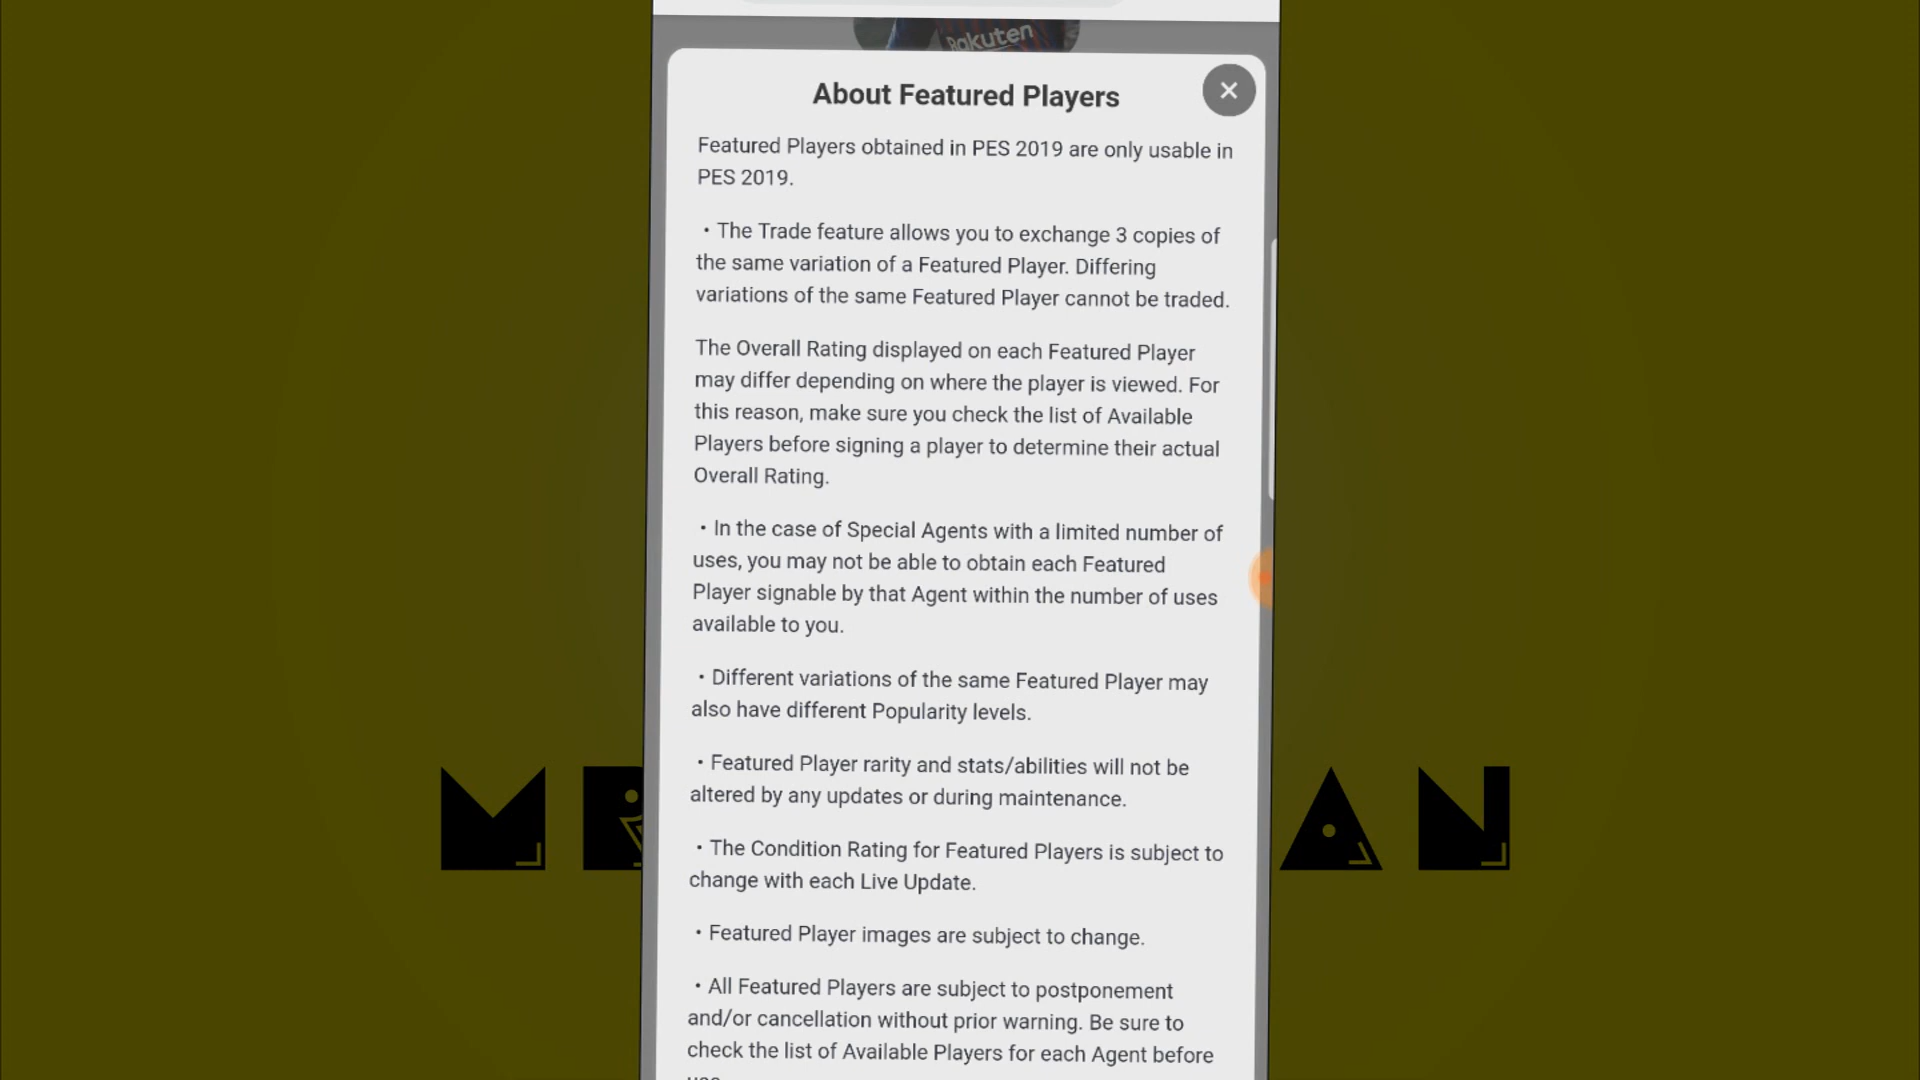 Rakuten
About Featured Players
Featured Players obtained in PES 2019 are only usable in
PES 2019.
・The Trade feature allows you to exchange 3 copies of
the same variation of a Featured Player. Differing
variations of the same Featured Player cannot be traded.
The Overall Rating displayed on each Featured Player
may differ depending on where the player is viewed. For
this reason, make sure you check the list of Available
Players before signing a player to determine their actual
Overall Rating.
・In the case of Special Agents with a limited number of
uses, you may not be able to obtain each Featured
Player signable by that Agent within the number of uses
available to you.
・Different variations of the same Featured Player may
also have different Popularity levels.
・Featured Player rarity and stats/abilities will not be
altered by any updates or during maintenance.
・The Condition Rating for Featured Players is subject to
change with each Live Update.
・Featured Player images are subject to change.
・All Featured Players are subject to postponement
and/or cancellation without prior warning. Be sure to
check the list of Available Players for each Agent before